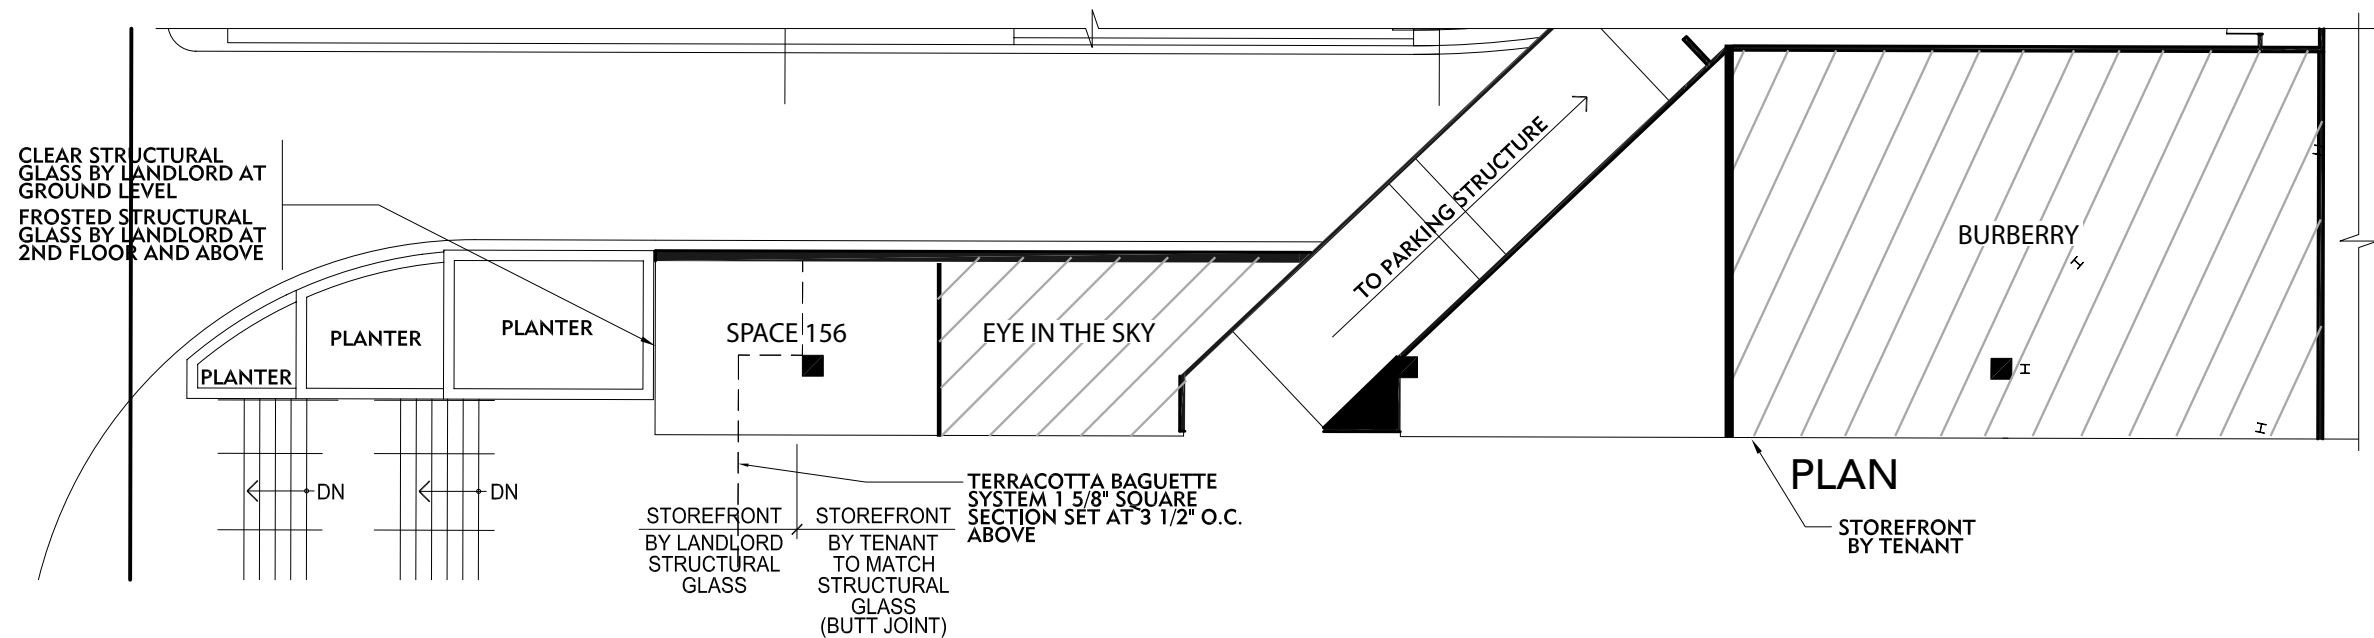 CLEAR STRUCTURAL
GLASS BY LANDLORD AT
GROUND LEVEL
FROSTED STRUCTURAL
GLASS BY LANDLORD AT
2ND FLOOR AND ABOVE
PLANTER
PLANTER
PLANTER
SPACE 156
EYE IN THE SKY
TO PARKING STRUCTURE
BURBERRY
DN
DN
STOREFRONT
BY LANDLORD
STRUCTURAL
GLASS
STOREFRONT
BY TENANT
TO MATCH
STRUCTURAL
GLASS
(BUTT JOINT)
TERRACOTTA BAGUETTE
SYSTEM 1 5/8" SQUARE
SECTION SET AT 3 1/2" O.C.
ABOVE
PLAN
STOREFRONT
BY TENANT